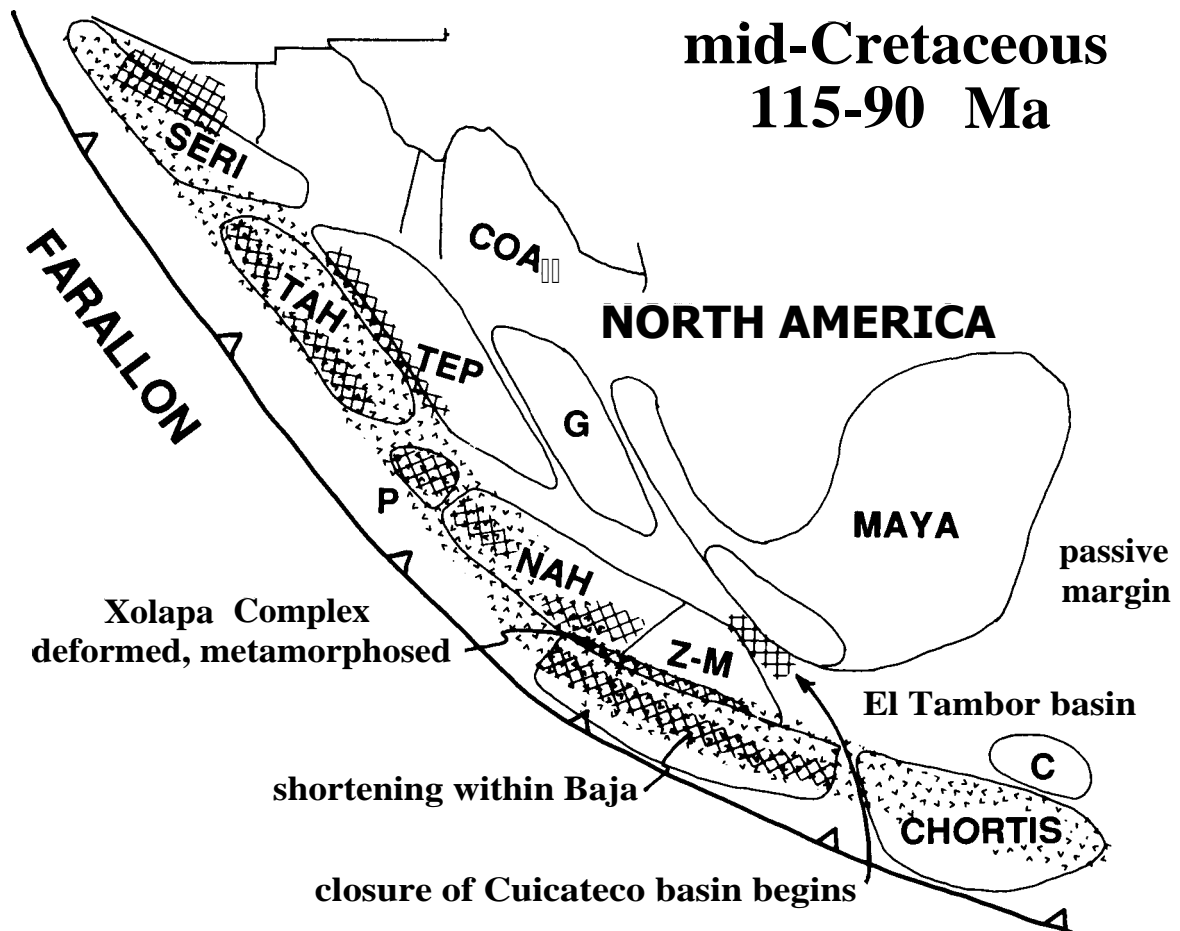 mid-Cretaceous
115-90 Ma
SERI
FARALLON
COA
TAH
TEP
NORTH AMERICA
G
P
MAYA
NAH
passive
margin
Xolapa Complex
deformed, metamorphosed
Z-M
El Tambor basin
C
shortening within Baja
CHORTIS
closure of Cuicateco basin begins